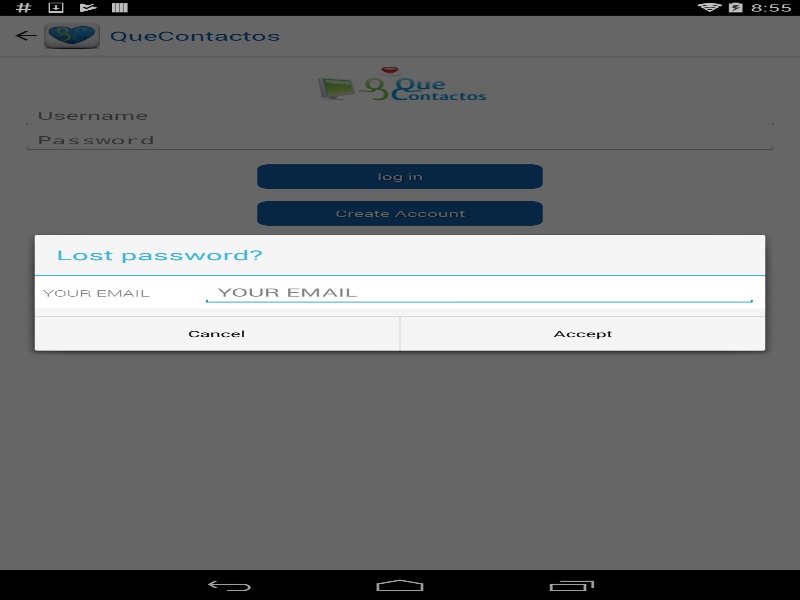 # 8:55
QueContactos
Que
Contactos
Username
Password
log in
Create Account
Lost password?
YOUR EMAIL YOUR EMAIL
Cancel Accept